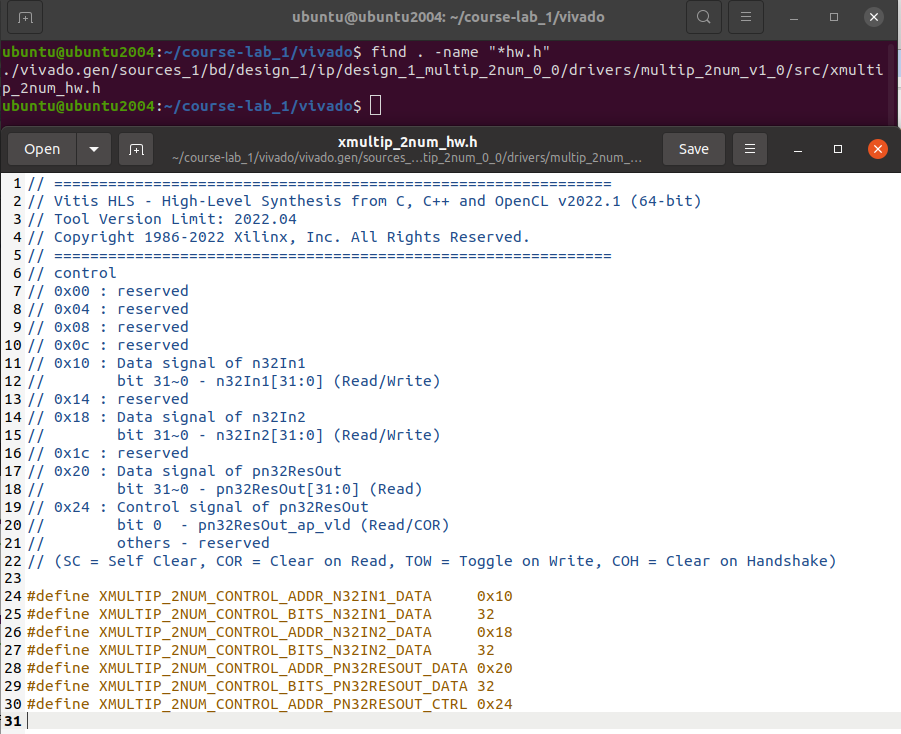 ubuntu@ubuntu2004: ~/course-lab_1/vivado
ubuntu@ubuntu2004:~/course-lab_1/vivado$ find . -name "*hw.h"
./vivado.gen/sources_1/bd/design_1/ip/design_1_multip_2num_0_0/drivers/multip_2num_v1_0/src/xmulti
p_2num_hw.h
ubuntu@ubuntu2004:~/course-lab_1/vivado$
Open
xmultip_2num_hw.h
~/course-lab_1/vivado/vivado.gen/sources_...tip_2num_0_0/drivers/multip_2num_...
Save
1 // ==============================================================
2 // Vitis HLS - High-Level Synthesis from C, C++ and OpenCL v2022.1 (64-bit)
3 // Tool Version Limit: 2022.04
4 // Copyright 1986-2022 Xilinx, Inc. All Rights Reserved.
5 // ==============================================================
6 // control
7 // 0x00 : reserved
8 // 0x04 : reserved
9 // 0x08 : reserved
10 // 0x0c : reserved
11 // 0x10 : Data signal of n32In1
12 //        bit 31~0 - n32In1[31:0] (Read/Write)
13 // 0x14 : reserved
14 // 0x18 : Data signal of n32In2
15 //        bit 31~0 - n32In2[31:0] (Read/Write)
16 // 0x1c : reserved
17 // 0x20 : Data signal of pn32ResOut
18 //        bit 31~0 - pn32ResOut[31:0] (Read)
19 // 0x24 : Control signal of pn32ResOut
20 //        bit 0  - pn32ResOut_ap_vld (Read/COR)
21 //        others - reserved
22 // (SC = Self Clear, COR = Clear on Read, TOW = Toggle on Write, COH = Clear on Handshake)
23
24 #define XMULTIP_2NUM_CONTROL_ADDR_N32IN1_DATA     0x10
25 #define XMULTIP_2NUM_CONTROL_BITS_N32IN1_DATA     32
26 #define XMULTIP_2NUM_CONTROL_ADDR_N32IN2_DATA     0x18
27 #define XMULTIP_2NUM_CONTROL_BITS_N32IN2_DATA     32
28 #define XMULTIP_2NUM_CONTROL_ADDR_PN32RESOUT_DATA 0x20
29 #define XMULTIP_2NUM_CONTROL_BITS_PN32RESOUT_DATA 32
30 #define XMULTIP_2NUM_CONTROL_ADDR_PN32RESOUT_CTRL 0x24
31